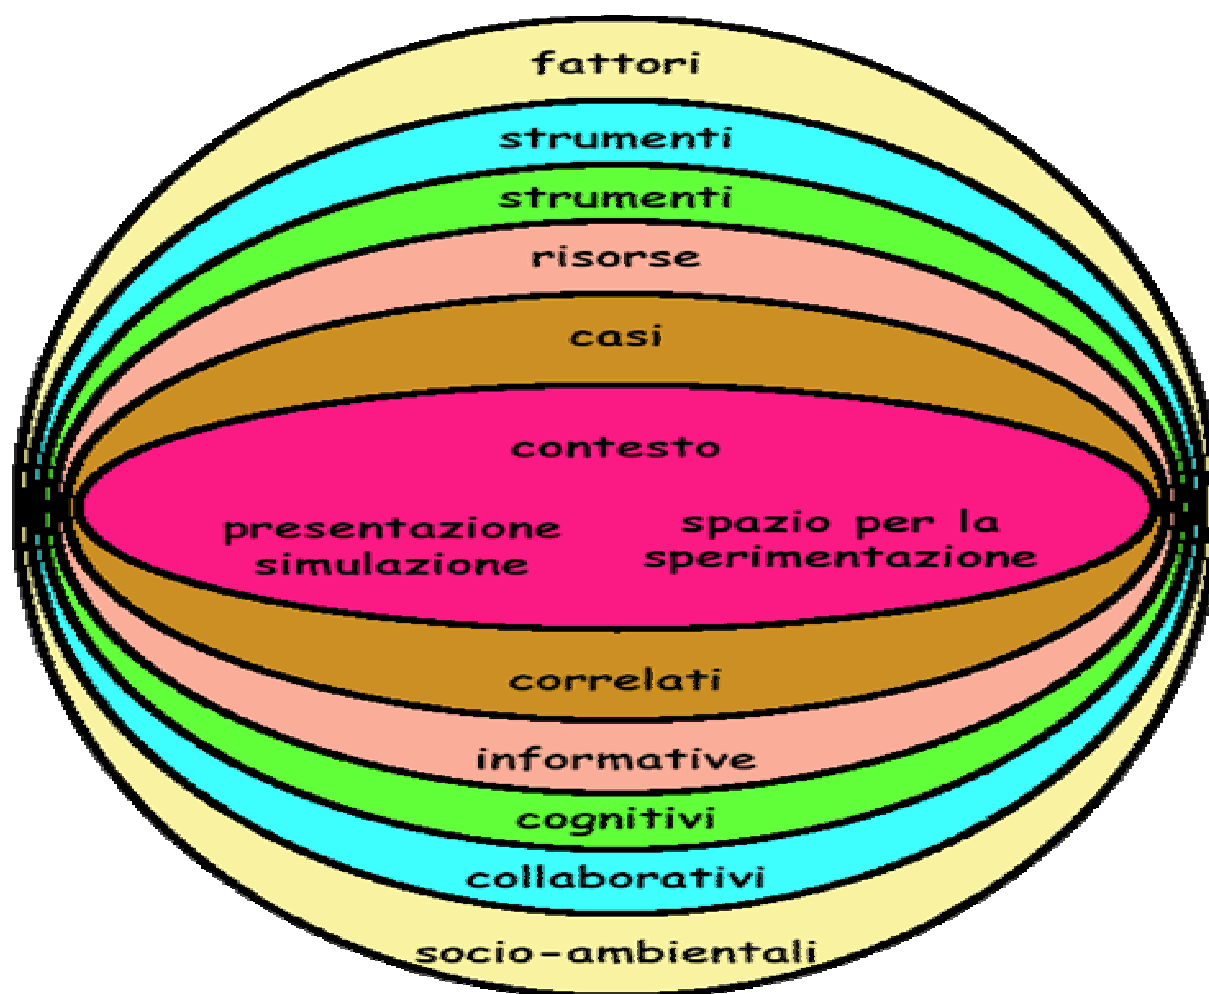 fattori
strumenti
strumenti
risorse
casi
contesto
presentazione
simulazione
spazio per la
sperimentazione
correlati
informative
cognitivi
collaborativi
socio-ambientali